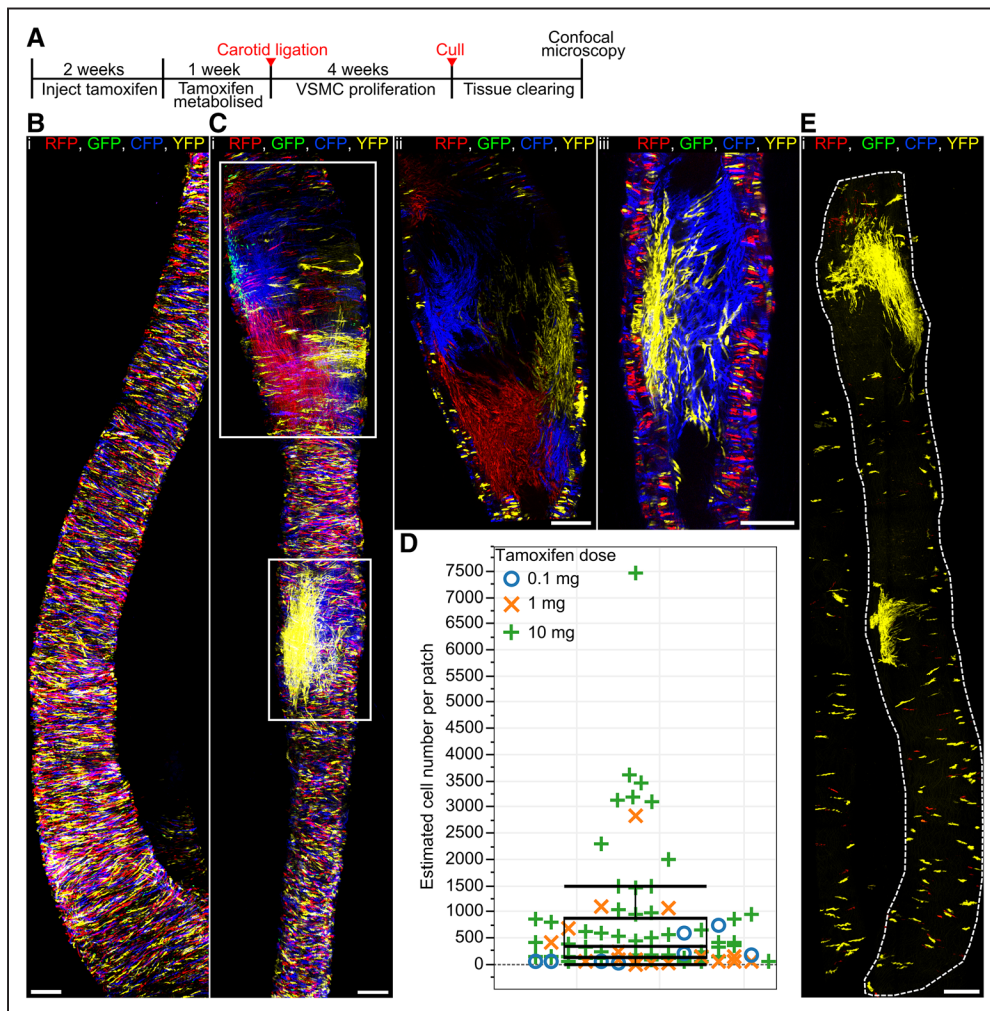 A
Carotid ligation
Cull
Confocal
microscopy
2 weeks
1 week
4 weeks
Inject tamoxifen
Tamoxifen
metabolised
VSMC proliferation
Tissue clearing
B
i RFP, GFP, CFP, YFP
C
i RFP, GFP, CFP, YFP
ii RFP, GFP, CFP, YFP
iii RFP, GFP, CFP, YFP
E
i RFP, GFP, CFP, YFP
D
Tamoxifen dose
0.1 mg
1 mg
10 mg
Estimated cell number per patch
7500
7000
6500
6000
5500
5000
4500
4000
3500
3000
2500
2000
1500
1000
500
0